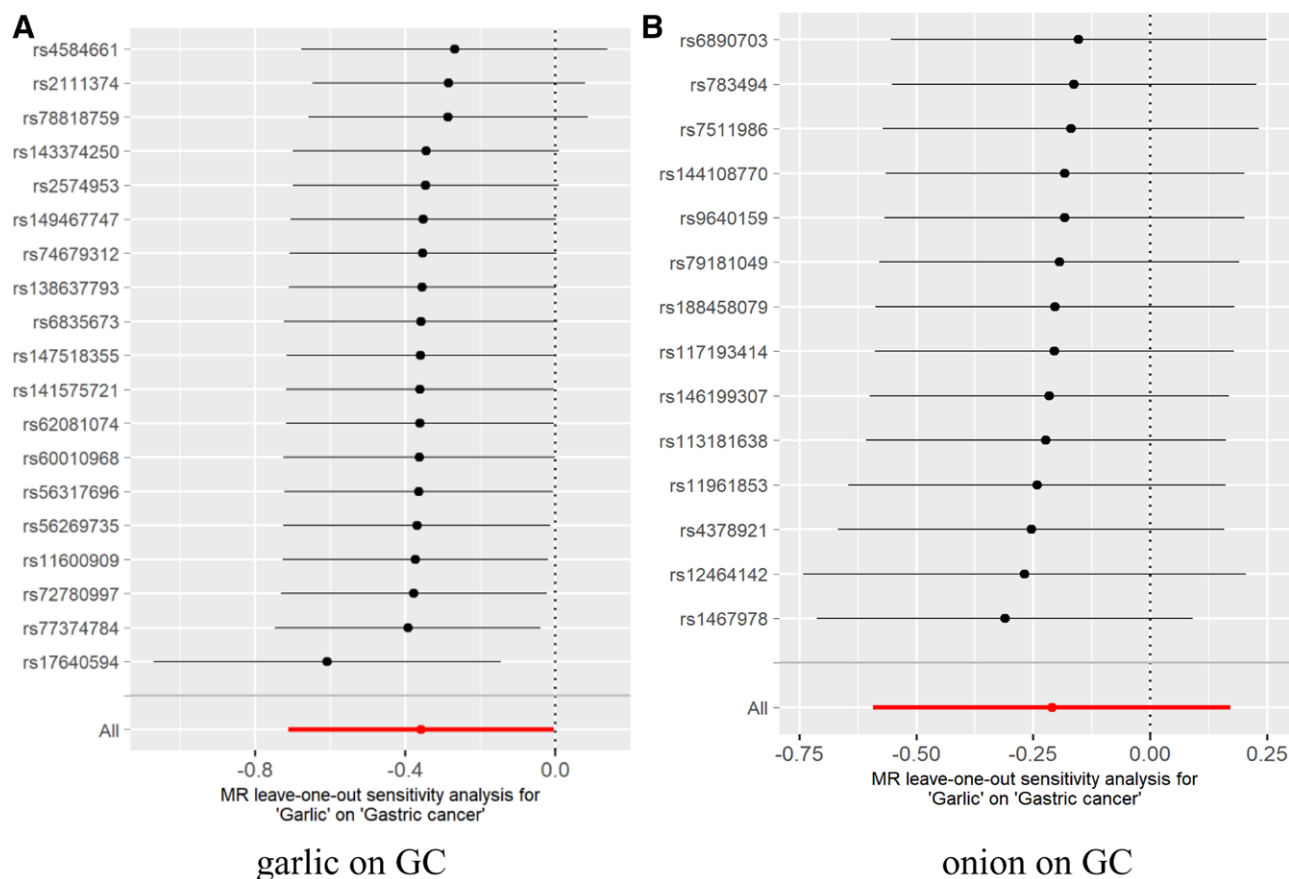 A
rs4584661
rs2111374
rs78818759
rs143374250
rs2574953
rs149467747
rs74679312
rs138637793
rs6835673
rs147518355
rs141575721
rs62081074
rs60010968
rs56317696
rs56269735
rs11600909
rs72780997
rs77374784
rs17640594
All
-0.8 -0.4 0.0
MR leave-one-out sensitivity analysis for
'Garlic' on 'Gastric cancer'
garlic on GC
B
rs6890703
rs783494
rs7511986
rs144108770
rs9640159
rs79181049
rs188458079
rs117193414
rs146199307
rs113181638
rs11961853
rs4378921
rs12464142
rs1467978
All
-0.75 -0.50 -0.25 0.00 0.25
MR leave-one-out sensitivity analysis for
'Garlic' on 'Gastric cancer'
onion on GC